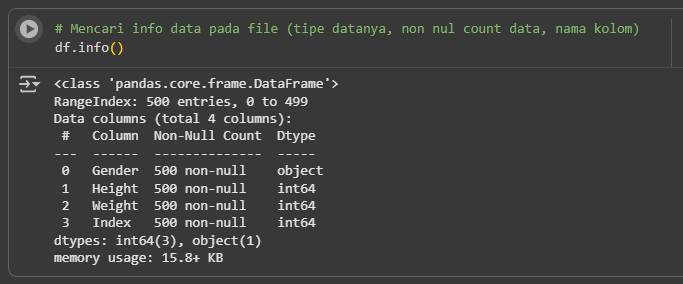 # Mencari info data pada file (tipe datanya, non nul count data, nama kolom)
df.info()
<class 'pandas.core.frame.DataFrame'>
RangeIndex: 500 entries, 0 to 499
Data columns (total 4 columns):
 #   Column  Non-Null Count  Dtype
---  ------  --------------  -----
 0   Gender  500 non-null    object
 1   Height  500 non-null    int64
 2   Weight  500 non-null    int64
 3   Index   500 non-null    int64
dtypes: int64(3), object(1)
memory usage: 15.8+ KB